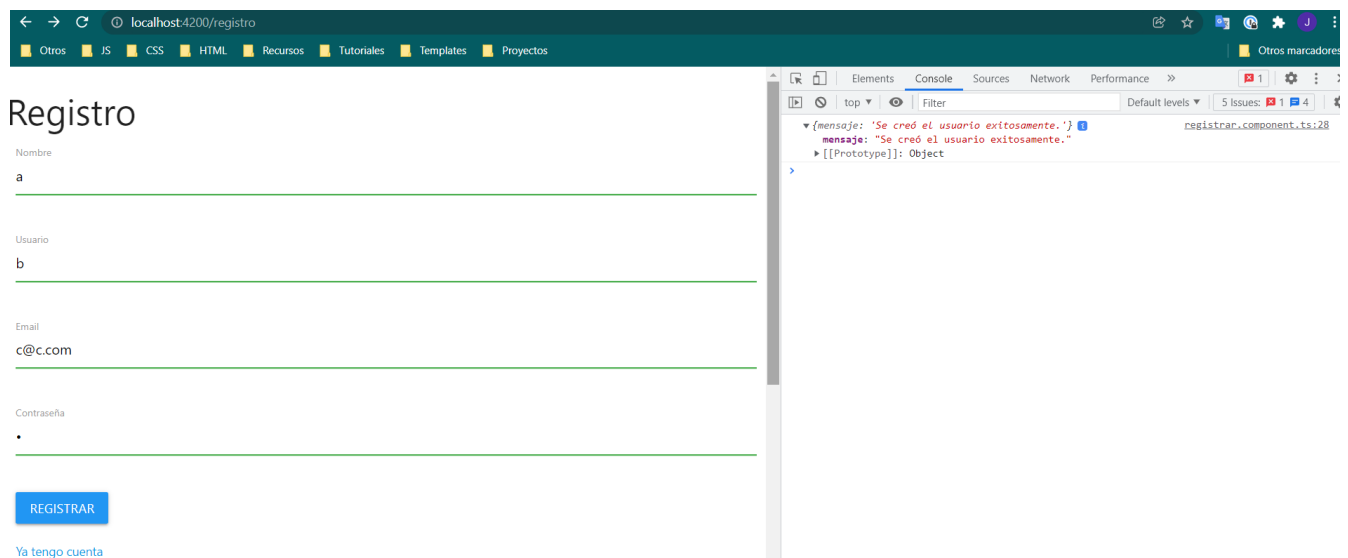 localhost:4200/registro
J
Otros JS CSS HTML Recursos Tutoriales Templates Proyectos Otros marcadores
Elements Console Sources Network Performance 1
top Filter Default levels 5 Issues: 1 4
Registro
{mensaje: 'Se creó el usuario exitosamente.'} registrar.component.ts:28
mensaje: "Se creó el usuario exitosamente."
[[Prototype]]: Object
Nombre
a
Usuario
b
Email
c@c.com
Contraseña
•
REGISTRAR
Ya tengo cuenta